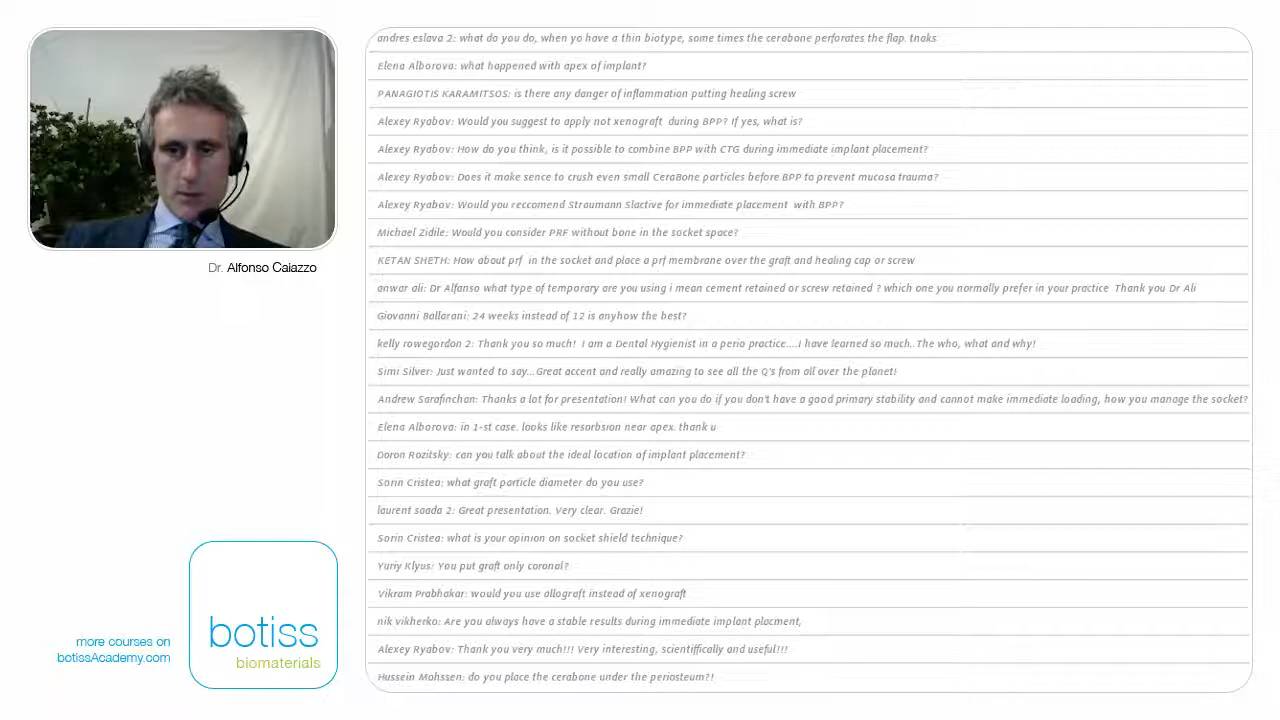 andres eslava 2: what do you do, when yo have a thin biotype, some times the cerabone perforates the flap. tnaks
Elena Alborova: what happened with apex of implant?
PANAGIOTIS KARAMITSOS: is there any danger of inflammation putting healing screw
Alexey Ryabov: Would you suggest to apply not xenograft during BPP? If yes, what is?
Alexey Ryabov: How do you think, is it possible to combine BPP with CTG during immediate implant placement?
Alexey Ryabov: Does it make sence to crush even small CeraBone particles before BPP to prevent mucosa trauma?
Alexey Ryabov: Would you reccomend Straumann Slactive for immediate placement with BPP?
Michael Zidile: Would you consider PRF without bone in the socket space?
KETAN SHETH: How about prf in the socket and place a prf membrane over the graft and healing cap or screw
anwar ali: Dr Alfanso what type of temporary are you using i mean cement retained or screw retained ? which one you normally prefer in your practice Thank you Dr Ali
Giovanni Ballarani: 24 weeks instead of 12 is anyhow the best?
kelly rowegordon 2: Thank you so much! I am a Dental Hygienist in a perio practice....I have learned so much..The who, what and why!
Simi Silver: Just wanted to say...Great accent and really amazing to see all the Q's from all over the planet!
Andrew Sarafinchan: Thanks a lot for presentation! What can you do if you don't have a good primary stability and cannot make immediate loading, how you manage the socket?
Elena Alborova: in 1-st case. looks like resorbsion near apex. thank u
Doron Rozitsky: can you talk about the ideal location of implant placement?
Sorin Cristea: what graft particle diameter do you use?
laurent saada 2: Great presentation. Very clear. Grazie!
Sorin Cristea: what is your opinion on socket shield technique?
Yuriy Klyus: You put graft only coronal?
Vikram Prabhakar: would you use allograft instead of xenograft
nik vikherko: Are you always have a stable results during immediate implant placment,
Alexey Ryabov: Thank you very much!!! Very interesting, scientiffically and useful!!!
Hussein Mohssen: do you place the cerabone under the periosteum?!
Dr. Alfonso Caiazzo
botiss
biomaterials
more courses on
botissAcademy.com